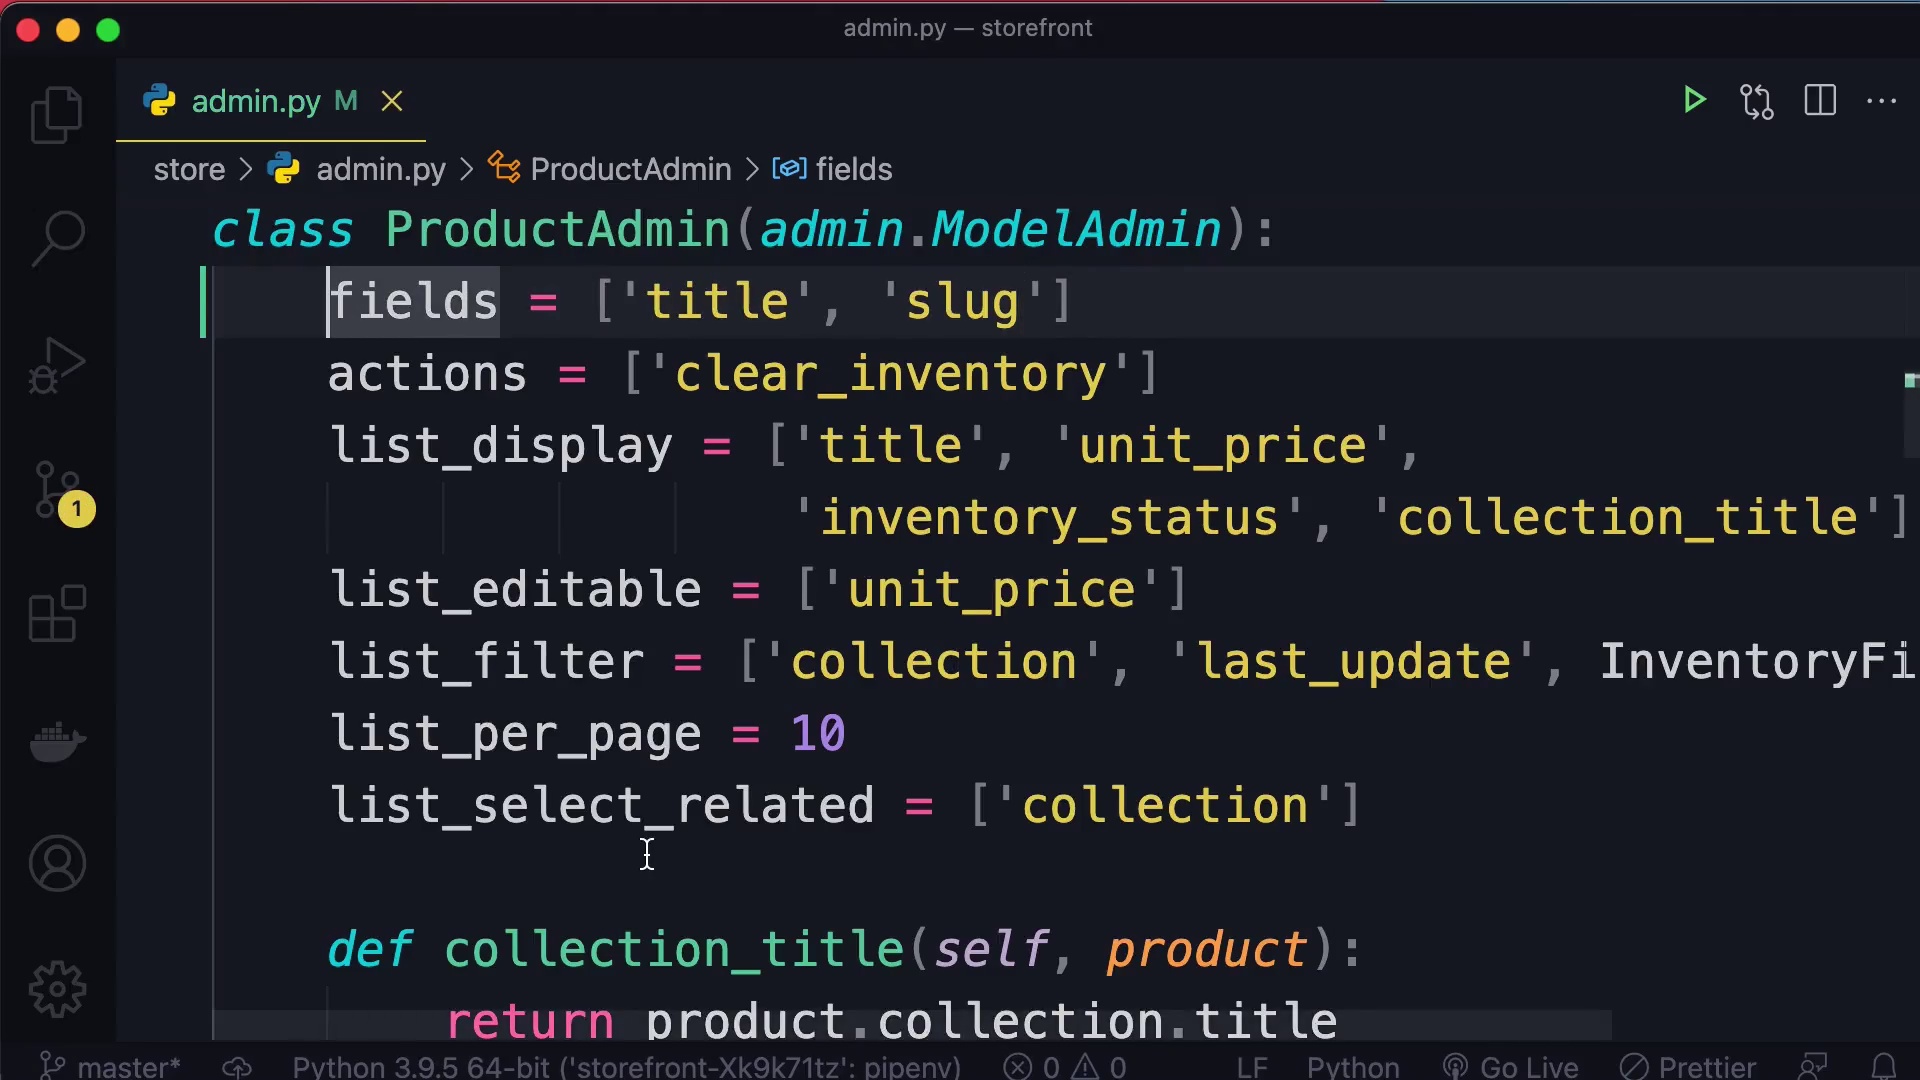 admin.py — storefront
admin.py M
store > admin.py > ProductAdmin > fields
class ProductAdmin(admin.ModelAdmin):
fields = ['title', 'slug']
actions = ['clear_inventory']
list_display = ['title', 'unit_price',
'inventory_status', 'collection_title']
list_editable = ['unit_price']
list_filter = ['collection', 'last_update', InventoryFi
list_per_page = 10
list_select_related = ['collection']
def collection_title(self, product):
return product.collection.title
1
master* Python 3.9.5 64-bit ('storefront-Xk9k71tz': pipenv) 0 0 LF Python Go Live Prettier